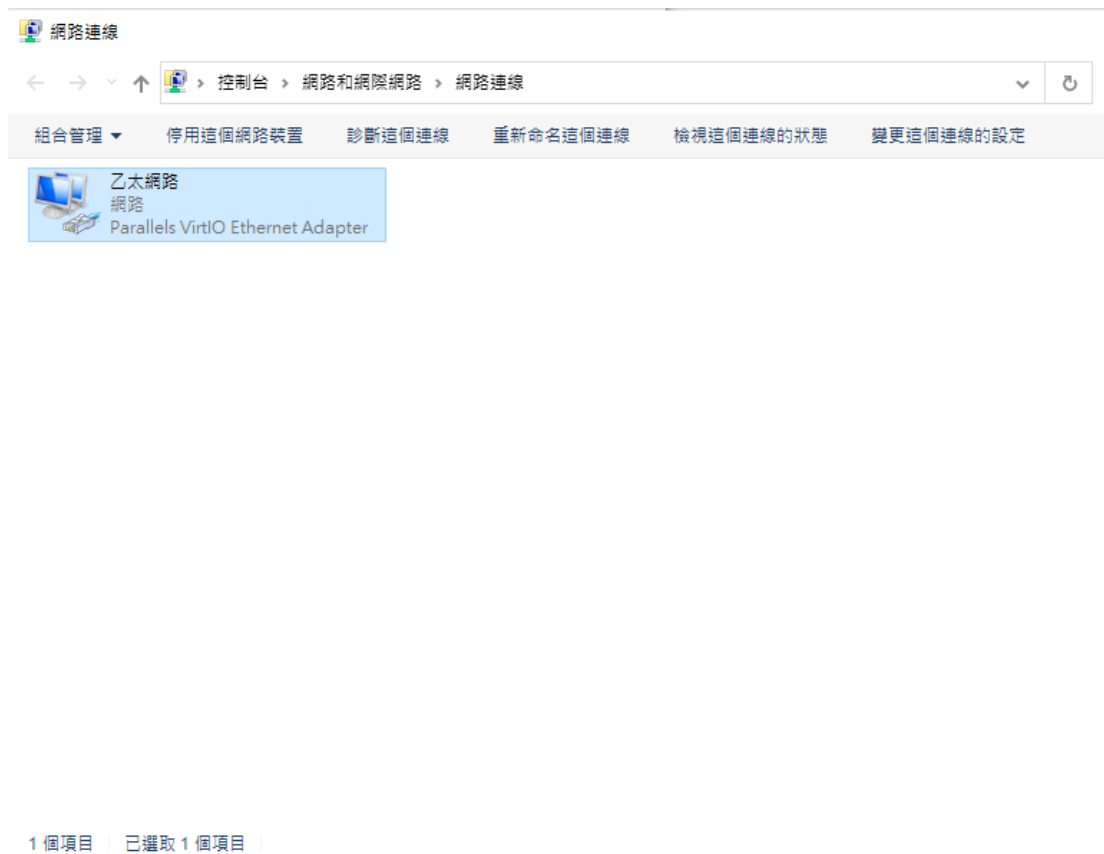 網路連線
控制台 › 網路和網際網路 › 網路連線
組合管理 停用這個網路裝置 診斷這個連線 重新命名這個連線 檢視這個連線的狀態 變更這個連線的設定
乙太網路
網路
Parallels VirtIO Ethernet Adapter
1 個項目 已選取 1 個項目